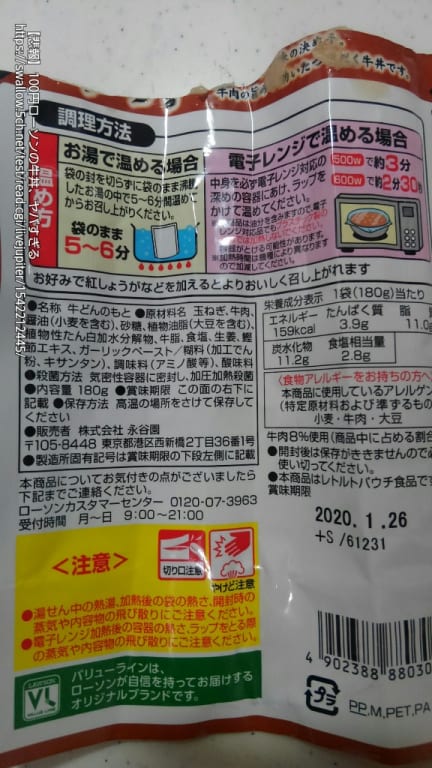 【悲報】100円ローソンの牛丼、ヤバすぎる
牛肉の旨
牛丼です。
調理方法
温め方
お湯で温める場合
袋の封を切らずに袋のまま沸騰
したお湯の中で5~6分間温めて
からお召し上がりください。
袋のまま
5~6分
電子レンジで温める場合
中身を必ず電子レンジ対応の
深めの容器にあけ、ラップを
かけて温めてください。
500w で約3分
600w で約2分30
お好みで紅しょうがなどを加えるとよりおいしく召し上がれます
●名称 牛どんのもと ●原材料名 玉ねぎ、牛肉、
醤油(小麦を含む)、砂糖、植物油脂(大豆を含む)、
植物性たん白加水分解物、牛脂、食塩、生姜、鰹
節エキス、ガーリックペースト/糊料(加工でん
粉、キサンタン)、調味料(アミノ酸等)、酸味料
●殺菌方法 気密性容器に密封し、加圧加熱殺菌
●内容量 180g ●賞味期限 この面の右下に
記載 ●保存方法 高温の場所をさけて保存して
ください
●販売者 株式会社 永谷園
〒105-8448 東京都港区西新橋2丁目36番1号
●製造所固有記号は賞味期限の下段左側に記載
本商品についてお気付きの点がございましたら
下記までご連絡ください。
ローソンカスタマーセンター 0120-07-3963
受付時間 月~日 9:00~21:00
栄養成分表示 1袋(180g)当たり
エネルギー たんぱく質 脂
159kcal 3.9g 11.0
炭水化物 食塩相当量
11.2g 2.8g
〈食物アレルギーをお持ちの方へ〉
本商品に使用しているアレルゲン
(特定原材料および準ずるもの
小麦・牛肉・大豆
牛肉8%使用(商品中に占める割合
●開封後は保存がききませんので必
使い切ってください。
●本商品はレトルトパウチ食品です
賞味期限
2020.1.26
+S /61231
<注意>
切り口注意
やけど注意
●湯せん中の熱湯、加熱後の袋の熱さ、開封時の
蒸気や内容物の飛び散りにご注意ください。
●電子レンジ加熱後の容器の熱さ、ラップをとる際
の蒸気や内容物の飛び散りにご注意ください。
LAWSON
VL
VALUE LINE
バリューラインは、
ローソンが自信を持ってお届けする
オリジナルブランドです。
4 902388 88030
プラ
PP,M,PET,PA